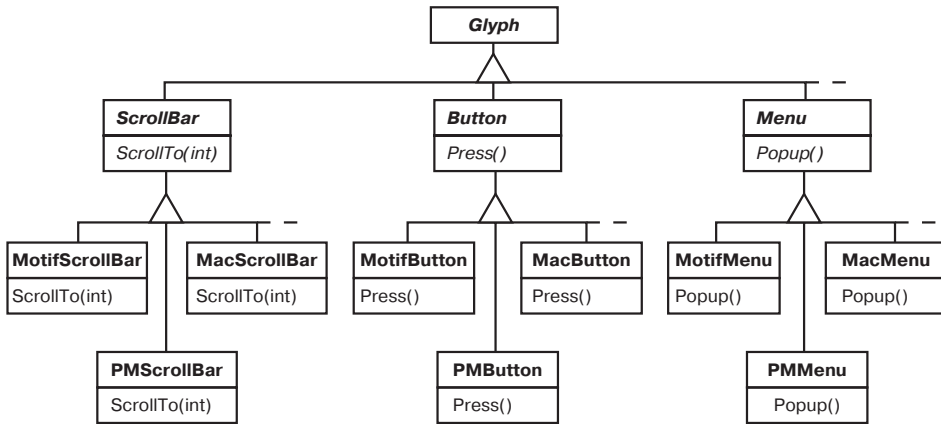 Glyph
ScrollBar
ScrollTo(int)
Button
Press()
Menu
Popup()
MotifScrollBar
ScrollTo(int)
MacScrollBar
ScrollTo(int)
MotifButton
Press()
MacButton
Press()
MotifMenu
Popup()
MacMenu
Popup()
PMScrollBar
ScrollTo(int)
PMButton
Press()
PMMenu
Popup()